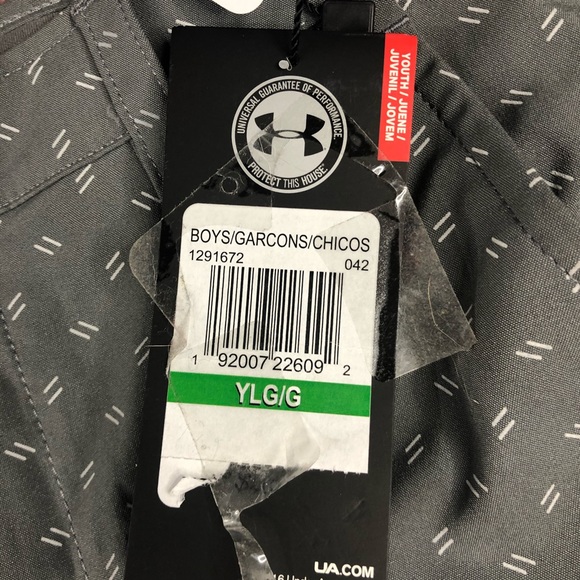 UNIVERSAL GUARANTEE OF PERFORMANCE
PROTECT THIS HOUSE
YOUTH / JUENE /
JUVENIL / JOVEM
BOYS/GARCONS/CHICOS
1291672 042
1 92007 22609 2
YLG/G
UA.COM